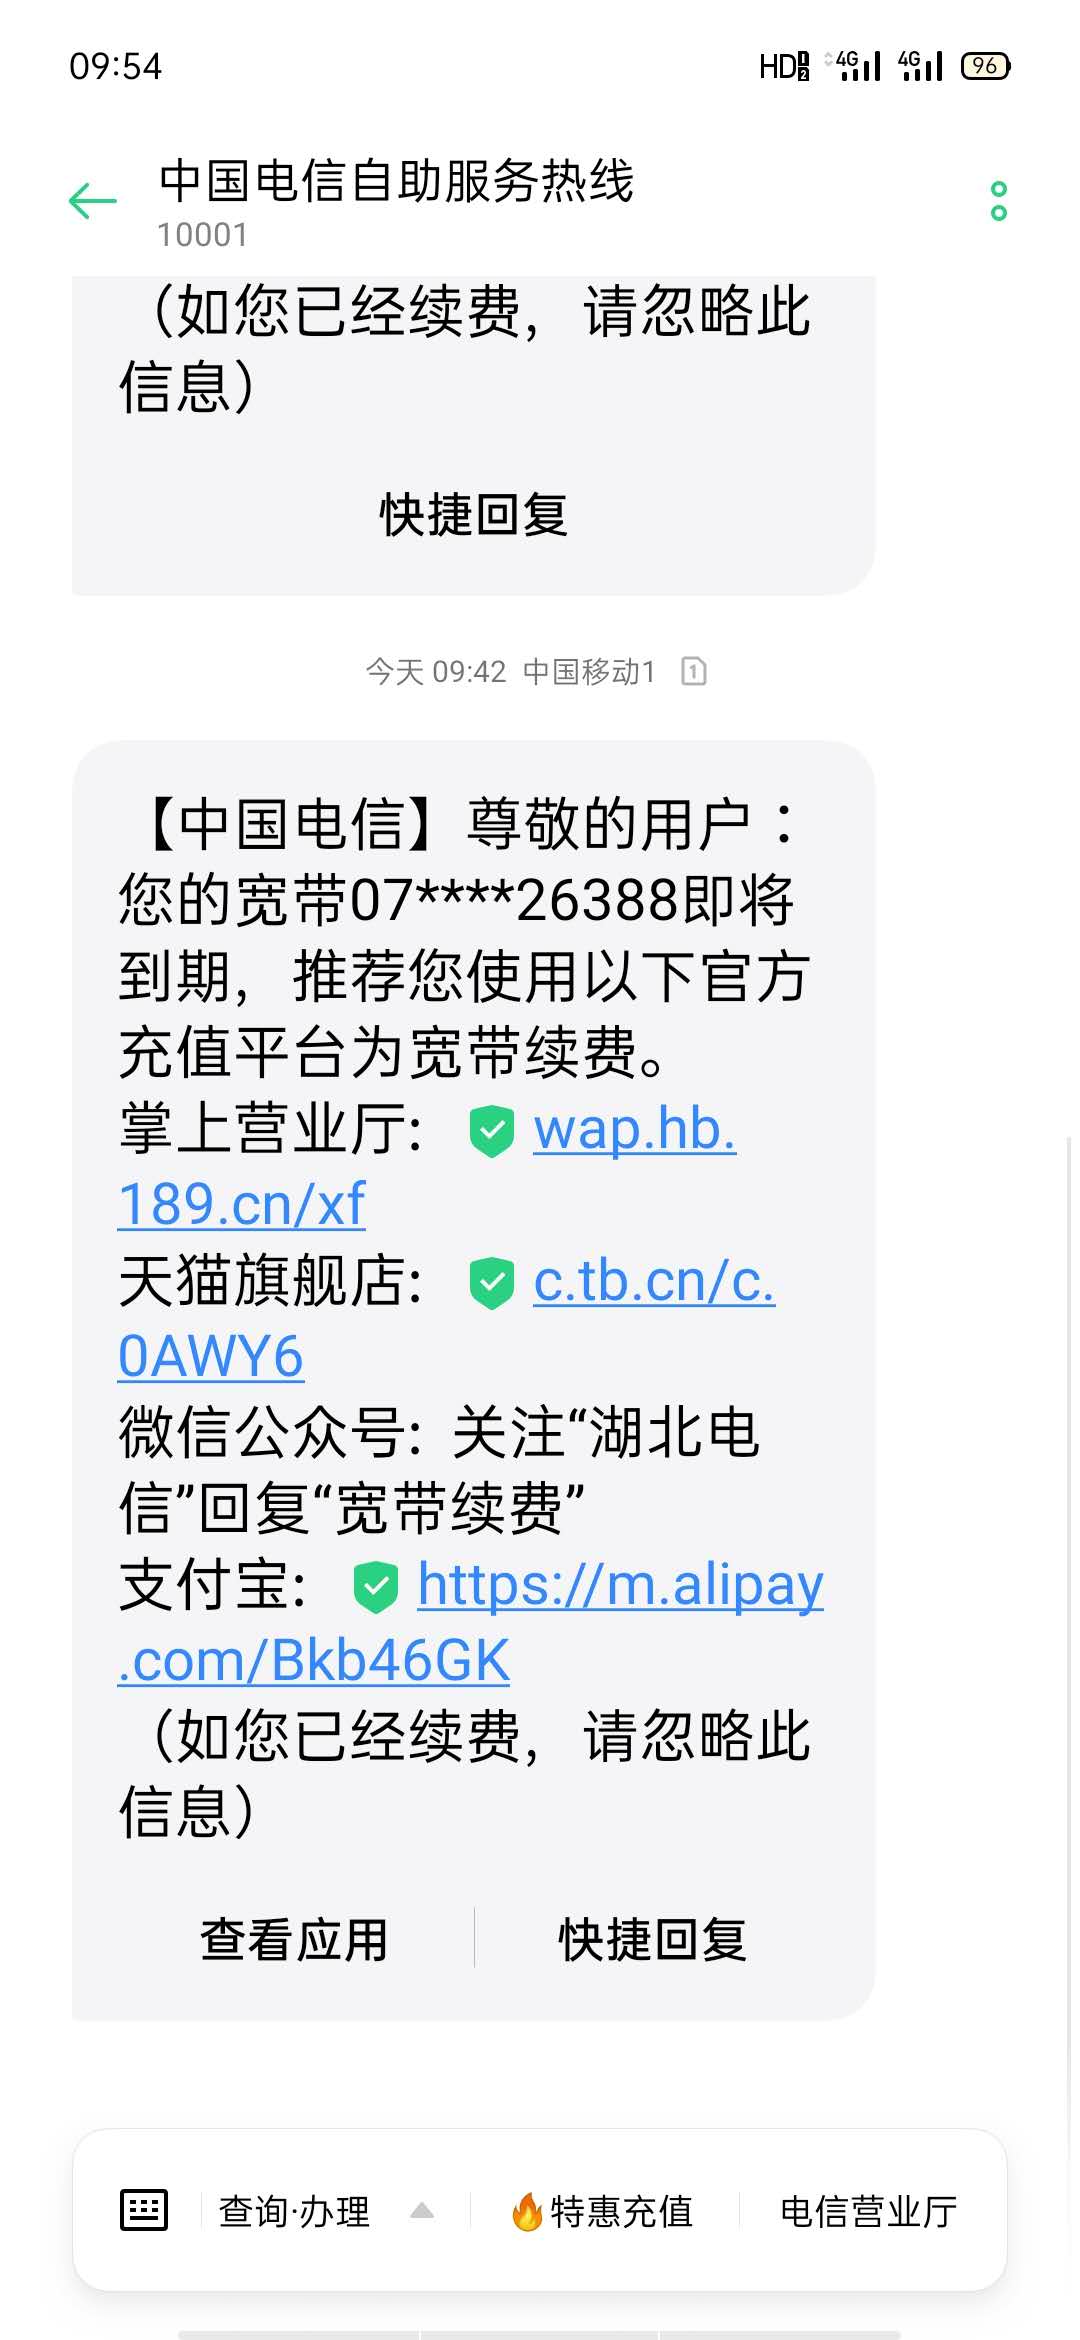 09:54
HD 1 2 4G 4G 96
中国电信自助服务热线
10001
（如您已经续费，请忽略此
信息）
快捷回复
今天 09:42 中国移动1 1
【中国电信】尊敬的用户：
您的宽带07****26388即将
到期，推荐您使用以下官方
充值平台为宽带续费。
掌上营业厅: wap.hb.
189.cn/xf
天猫旗舰店: c.tb.cn/c.
0AWY6
微信公众号: 关注“湖北电
信”回复“宽带续费”
支付宝: https://m.alipay
.com/Bkb46GK
（如您已经续费，请忽略此
信息）
查看应用 快捷回复
查询·办理 特惠充值 电信营业厅